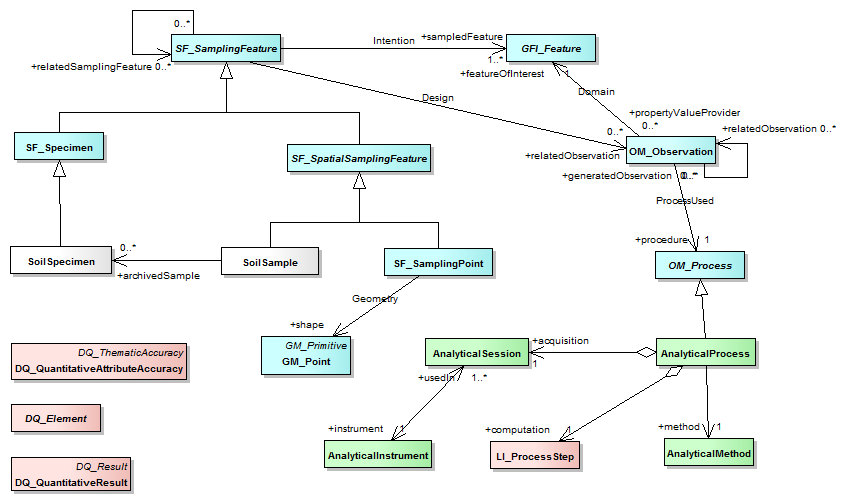 0..*
SF_SamplingFeature
Intention
+sampledFeature
GFI_Feature
+relatedSamplingFeature 0..*
1..*
+featureOfInterest
1
Domain
Design
+propertyValueProvider
0..*
0..*
+relatedObservation 0..*
SF_Specimen
OM_Observation
SF_SpatialSamplingFeature
+relatedObservation
+generatedObservation
0..*
ProcessUsed
0..*
+procedure
1
SoilSpecimen
SoilSample
SF_SamplingPoint
OM_Process
+archivedSample
Geometry
+shape
GM_Primitive
GM_Point
DQ_ThematicAccuracy
DQ_QuantitativeAttributeAccuracy
AnalyticalSession
+acquisition
1
AnalyticalProcess
+usedIn
1..*
DQ_Element
+instrument
1
+computation
1
+method
1
AnalyticalInstrument
LI_ProcessStep
AnalyticalMethod
DQ_Result
DQ_QuantitativeResult